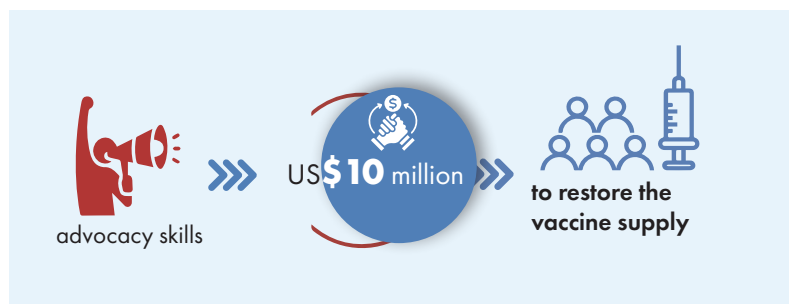 advocacy skills
$
US$10 million
to restore the
vaccine supply